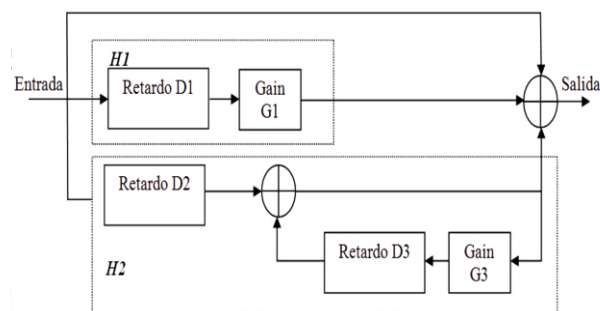 H1
Entrada
Retardo D1
Gain
G1
Salida
Retardo D2
Retardo D3
Gain
G3
H2